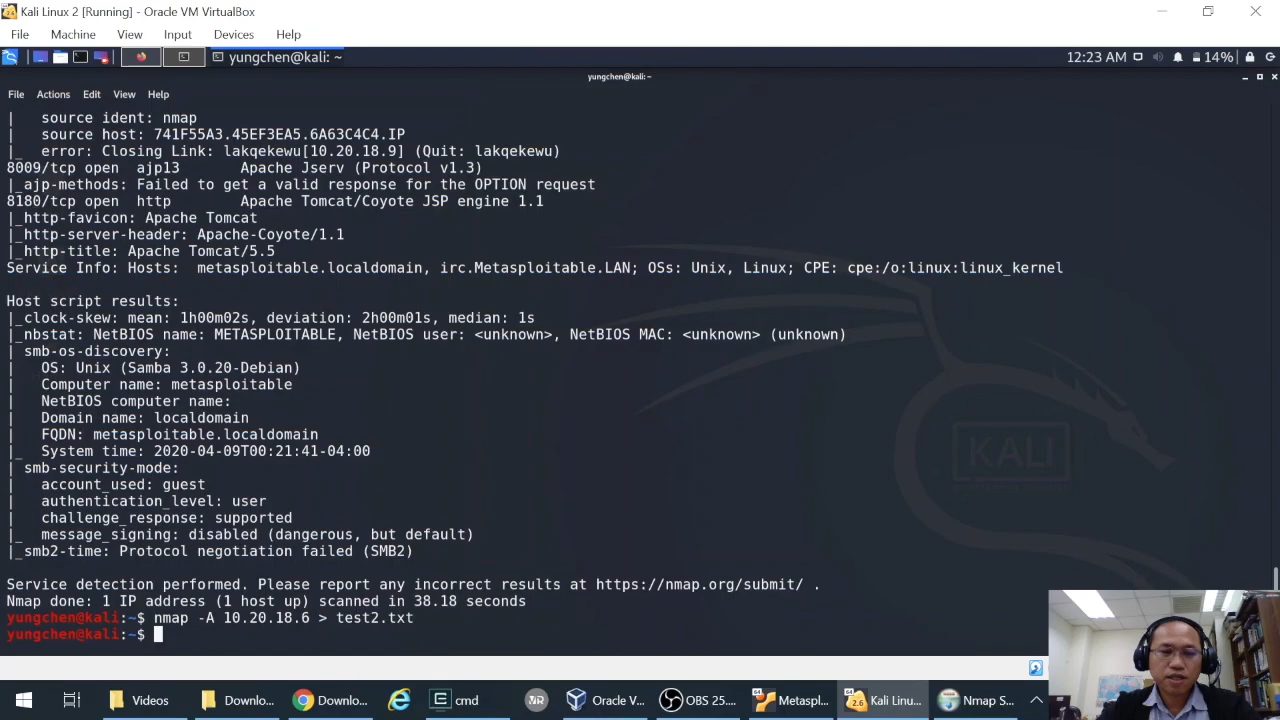 Kali Linux 2 [Running] - Oracle VM VirtualBox
File Machine View Input Devices Help
yungchen@kali: ~
12:23 AM
14%
yungchen@kali: ~
File Actions Edit View Help
| source ident: nmap
| source host: 741F55A3.45EF3EA5.6A63C4C4.IP
|_ error: Closing Link: lakqekewu[10.20.18.9] (Quit: lakqekewu)
8009/tcp open ajp13 Apache Jserv (Protocol v1.3)
|_ajp-methods: Failed to get a valid response for the OPTION request
8180/tcp open http Apache Tomcat/Coyote JSP engine 1.1
|_http-favicon: Apache Tomcat
|_http-server-header: Apache-Coyote/1.1
|_http-title: Apache Tomcat/5.5
Service Info: Hosts: metasploitable.localdomain, irc.Metasploitable.LAN; OSs: Unix, Linux; CPE: cpe:/o:linux:linux_kernel
Host script results:
|_clock-skew: mean: 1h00m02s, deviation: 2h00m01s, median: 1s
|_nbstat: NetBIOS name: METASPLOITABLE, NetBIOS user: <unknown>, NetBIOS MAC: <unknown> (unknown)
| smb-os-discovery:
| OS: Unix (Samba 3.0.20-Debian)
| Computer name: metasploitable
| NetBIOS computer name:
| Domain name: localdomain
| FQDN: metasploitable.localdomain
|_ System time: 2020-04-09T00:21:41-04:00
| smb-security-mode:
| account_used: guest
| authentication_level: user
| challenge_response: supported
|_ message_signing: disabled (dangerous, but default)
|_smb2-time: Protocol negotiation failed (SMB2)
Service detection performed. Please report any incorrect results at https://nmap.org/submit/ .
Nmap done: 1 IP address (1 host up) scanned in 38.18 seconds
yungchen@kali:~$ nmap -A 10.20.18.6 > test2.txt
yungchen@kali:~$
KALI
Videos Downlo... Downlo... cmd Oracle V... OBS 25.... Metaspl... Kali Linu... Nmap S...